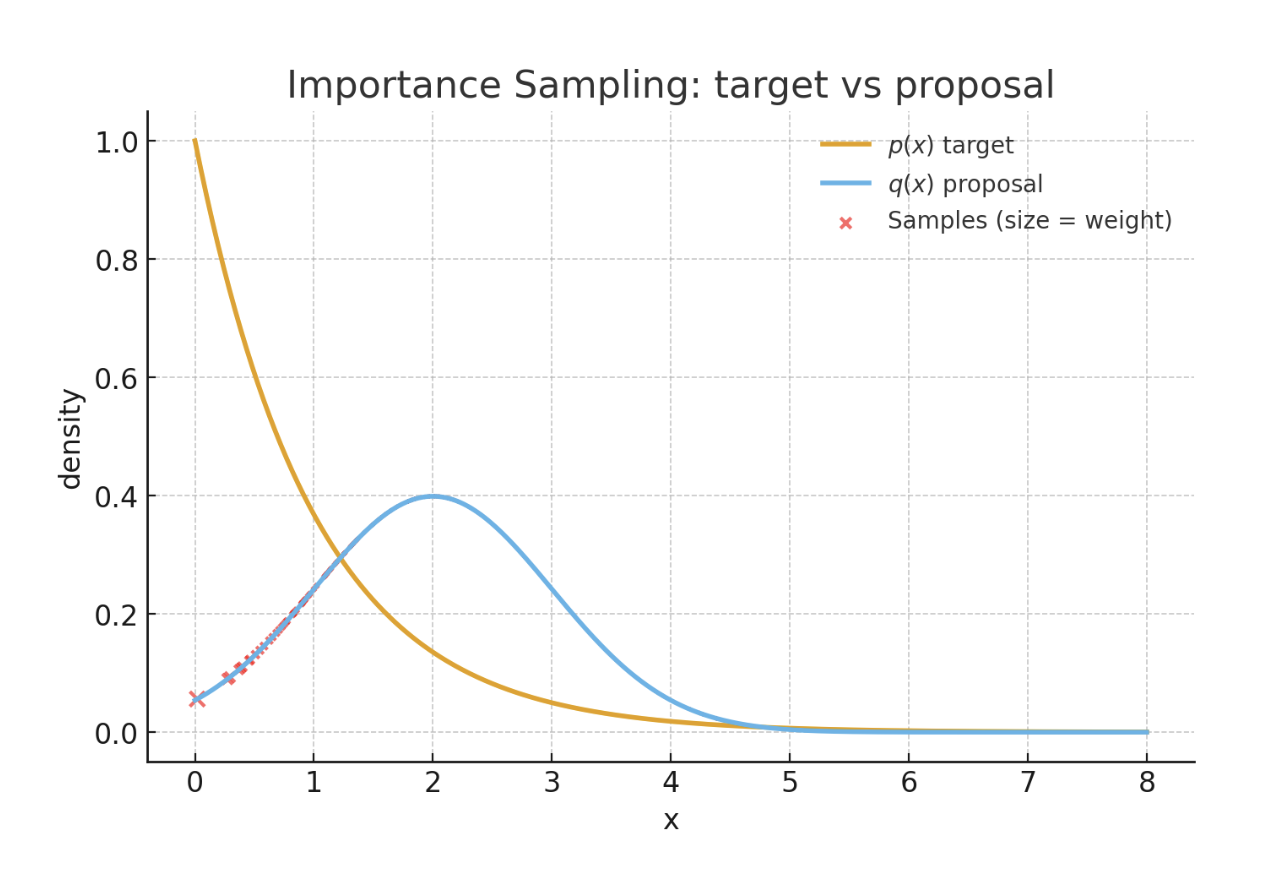 Importance Sampling: target vs proposal
p(x) target
q(x) proposal
Samples (size = weight)
1.0
0.8
0.6
0.4
0.2
0.0
density
0 1 2 3 4 5 6 7 8
x